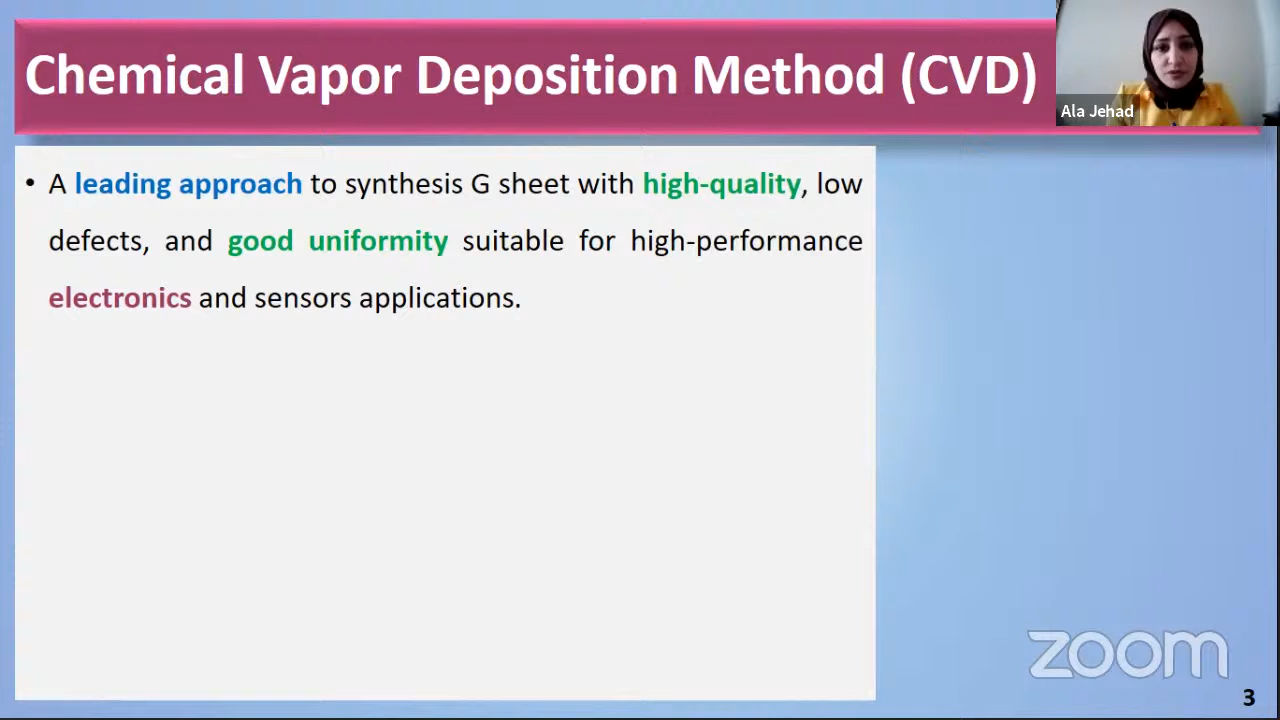 Chemical Vapor Deposition Method (CVD)
Ala Jehad
• A leading approach to synthesis G sheet with high-quality, low
defects, and good uniformity suitable for high-performance
electronics and sensors applications.
zoom
3